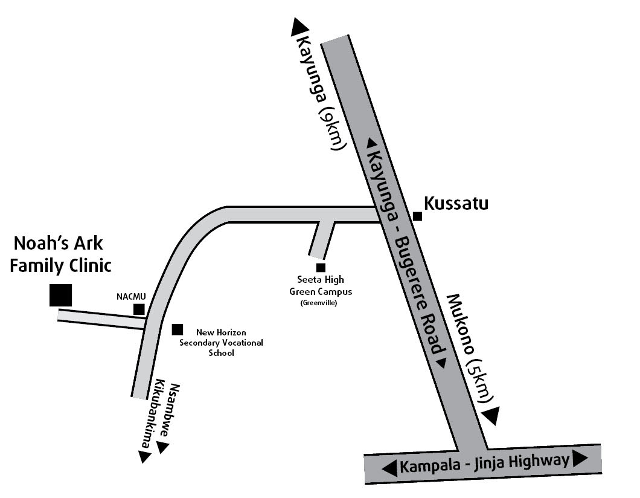 Kayunga (9km)
Kayunga - Bugerere Road
Kussatu
Noah's Ark
Family Clinic
NACMU
Seeta High
Green Campus
(Greenville)
New Horizon
Secondary Vocational
School
Mukono (5km)
Nsambwe
Kikubankima
Kampala - Jinja Highway